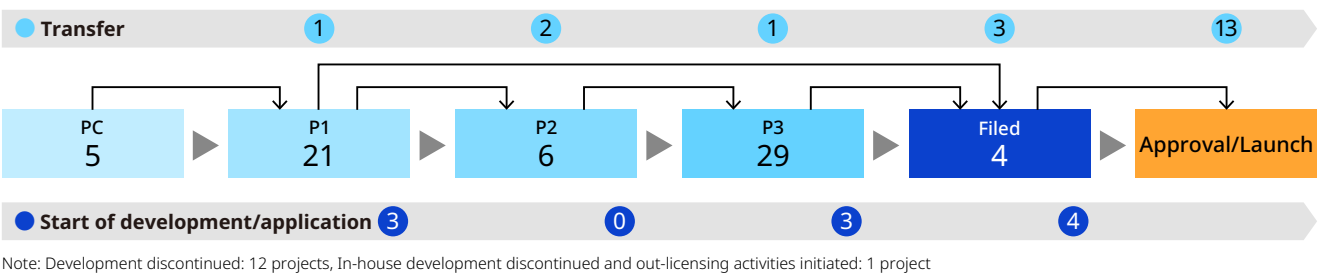 Transfer 1 2 1 3 13
PC P1 P2 P3 Filed
5 21 6 29 4 Approval/Launch
Start of development/application 3 0 3 4
Note: Development discontinued: 12 projects, In-house development discontinued and out-licensing activities initiated: 1 project